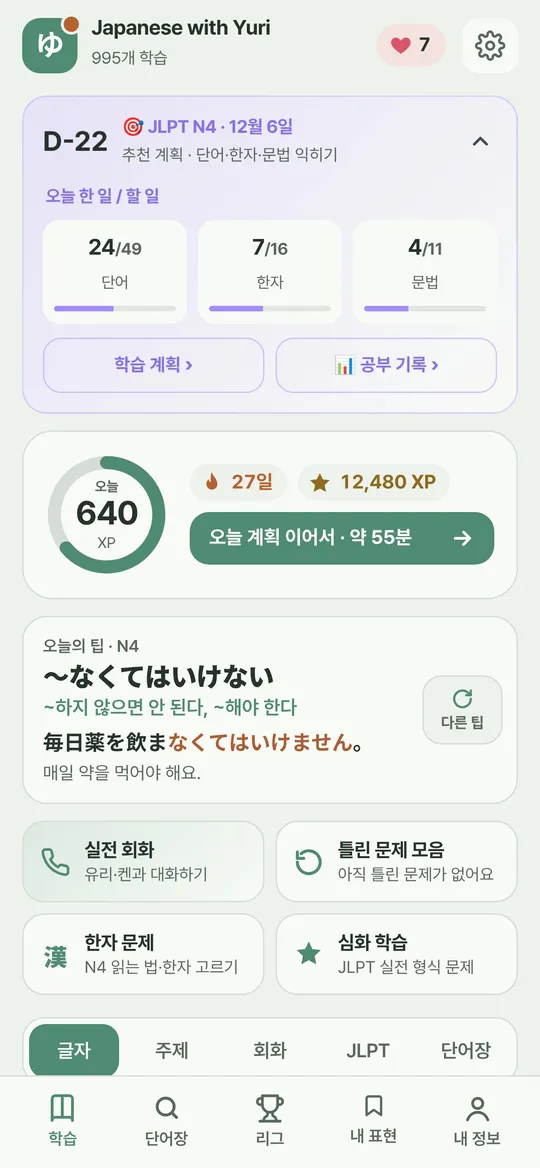 ゆ
Japanese with Yuri
995개 학습
7
D-22
🎯 JLPT N4 · 12월 6일
추천 계획 · 단어·한자·문법 익히기
오늘 한 일 / 할 일
24/49
단어
7/16
한자
4/11
문법
학습 계획 ›
📊 공부 기록 ›
오늘
640
XP
27일
12,480 XP
오늘 계획 이어서 · 약 55분 →
오늘의 팁 · N4
〜なくてはいけない
~하지 않으면 안 된다, ~해야 한다
毎日薬を飲まなくてはいけません。
매일 약을 먹어야 해요.
다른 팁
실전 회화
유리·켄과 대화하기
틀린 문제 모음
아직 틀린 문제가 없어요
漢
한자 문제
N4 읽는 법·한자 고르기
심화 학습
JLPT 실전 형식 문제
글자
주제
회화
JLPT
단어장
학습
단어장
리그
내 표현
내 정보